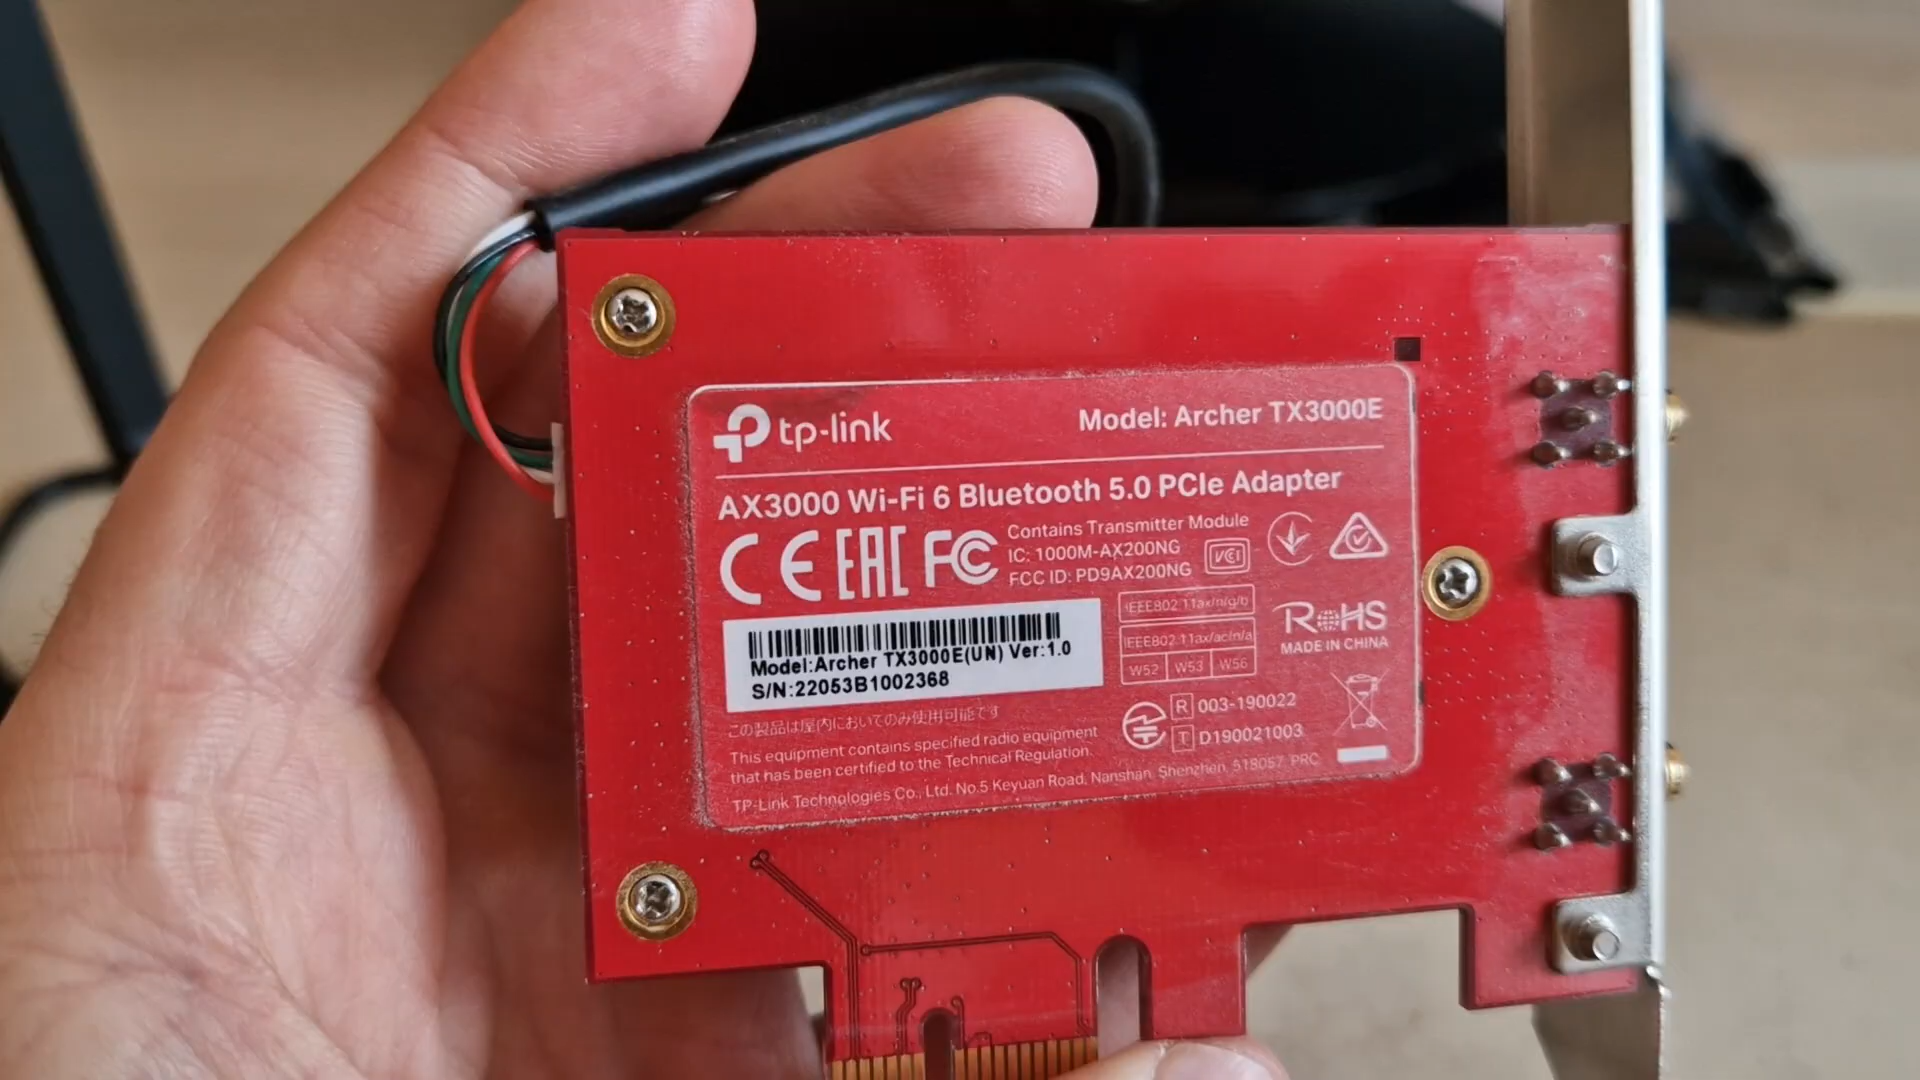 tp-link
Model: Archer TX3000E
AX3000 Wi-Fi 6 Bluetooth 5.0 PCIe Adapter
CE EAC FC
Contains Transmitter Module
IC: 1000M-AX200NG
FCC ID: PD9AX200NG
VCCI
IEEE802.11ax/n/g/b
IEEE802.11ax/ac/n/a
W52 W53 W56
RoHS
MADE IN CHINA
Model:Archer TX3000E(UN) Ver:1.0
S/N:22053B1002368
R 003-190022
T D190021003
この製品は屋内においてのみ使用可能です
This equipment contains specified radio equipment
that has been certified to the Technical Regulation.
TP-Link Technologies Co., Ltd. No.5 Keyuan Road, Nanshan, Shenzhen, 518057, PRC